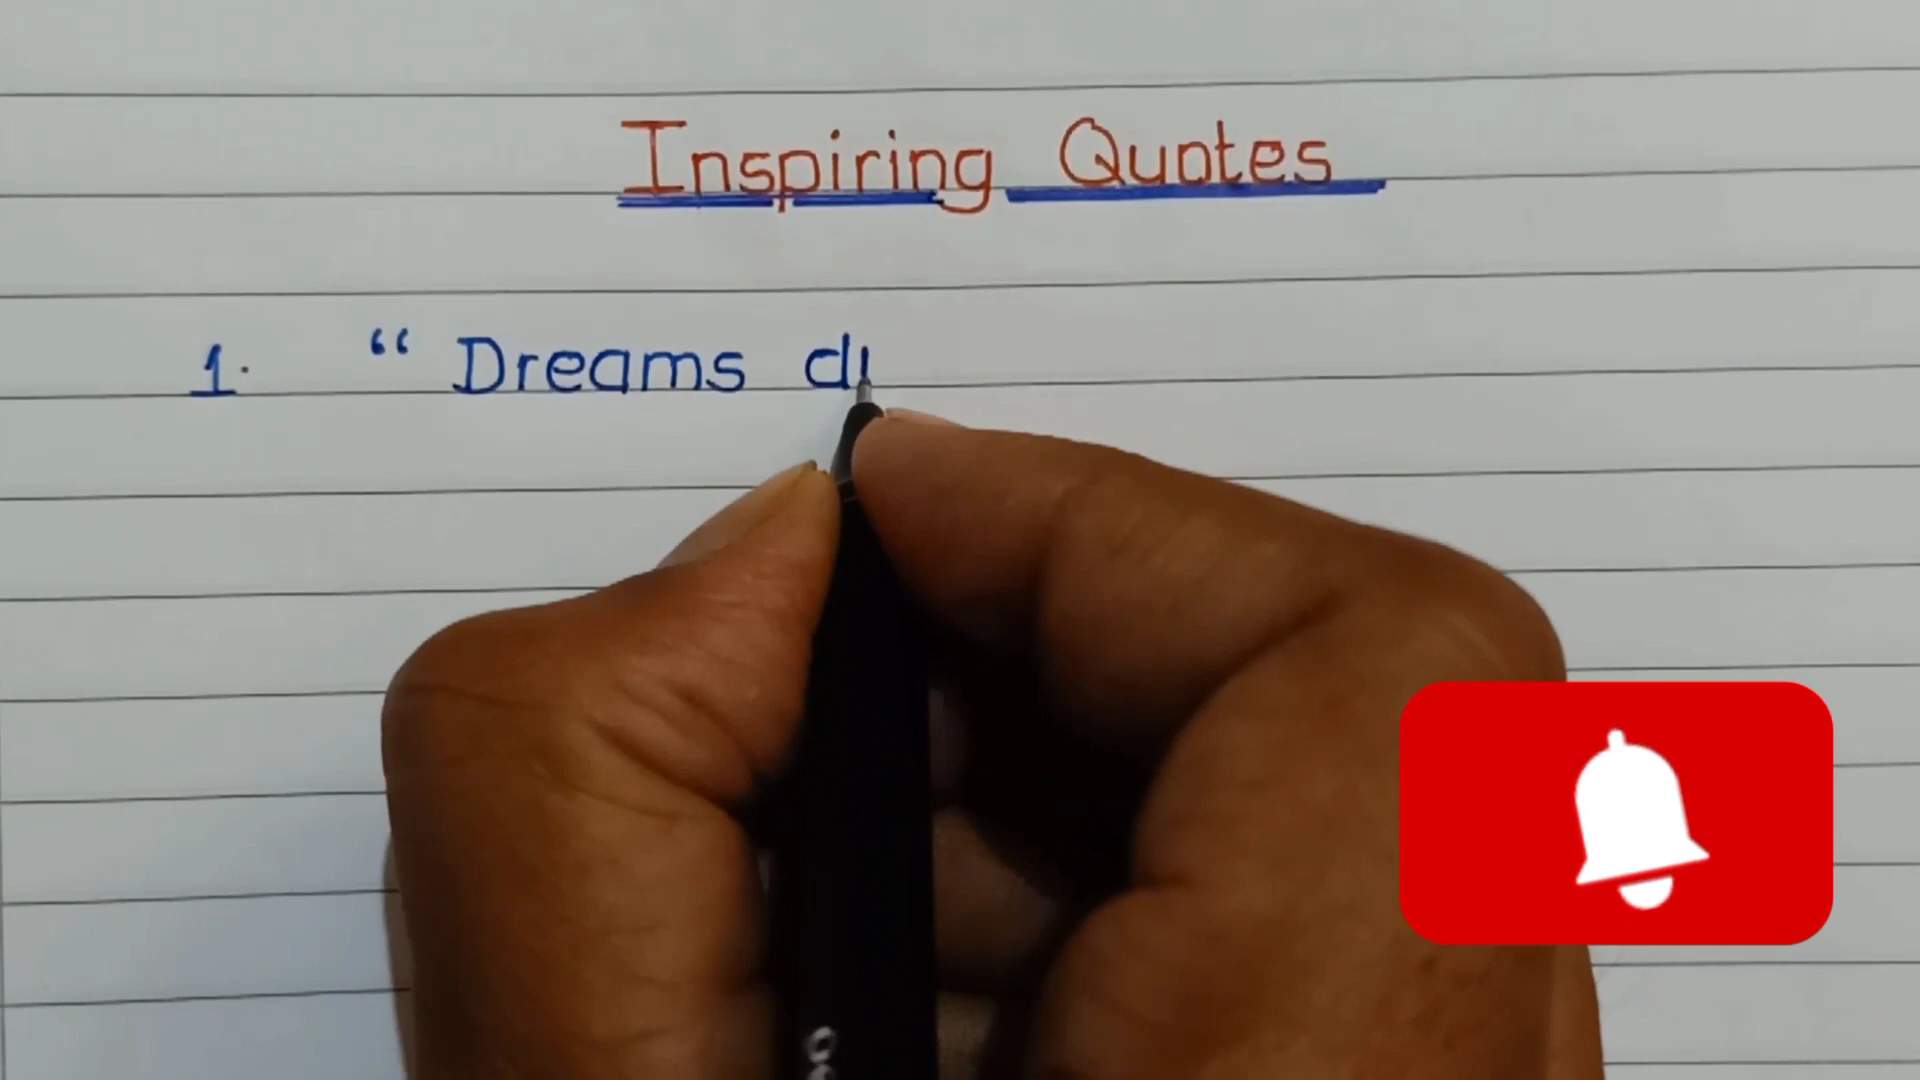 Inspiring Quotes
1. “ Dreams d